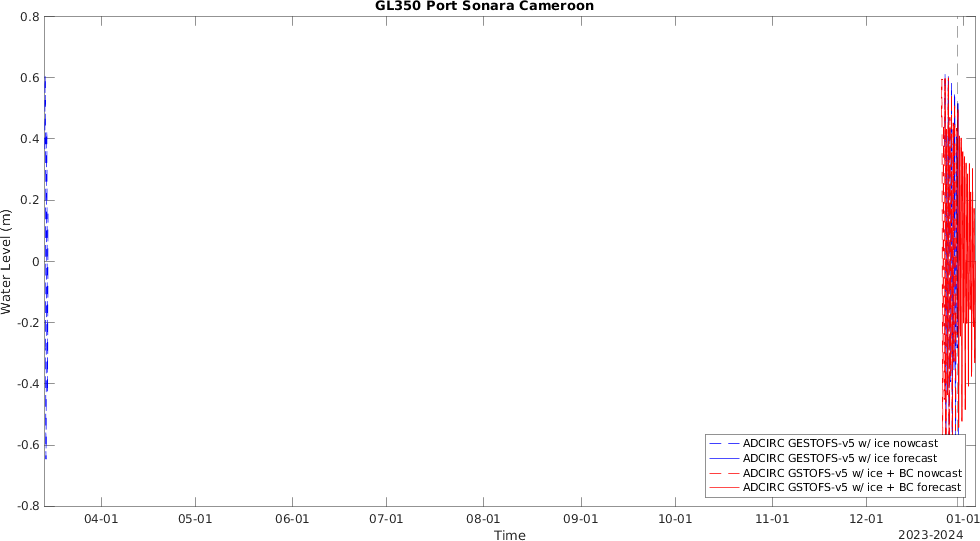 GL350 Port Sonara Cameroon
0.8
0.6
0.4
0.2
0
-0.2
-0.4
-0.6
-0.8
Water Level (m)
ADCIRC GESTOFS-v5 w/ ice nowcast
ADCIRC GESTOFS-v5 w/ ice forecast
ADCIRC GSTOFS-v5 w/ ice + BC nowcast
ADCIRC GSTOFS-v5 w/ ice + BC forecast
04-01 05-01 06-01 07-01 08-01 09-01 10-01 11-01 12-01 01-01
Time
2023-2024